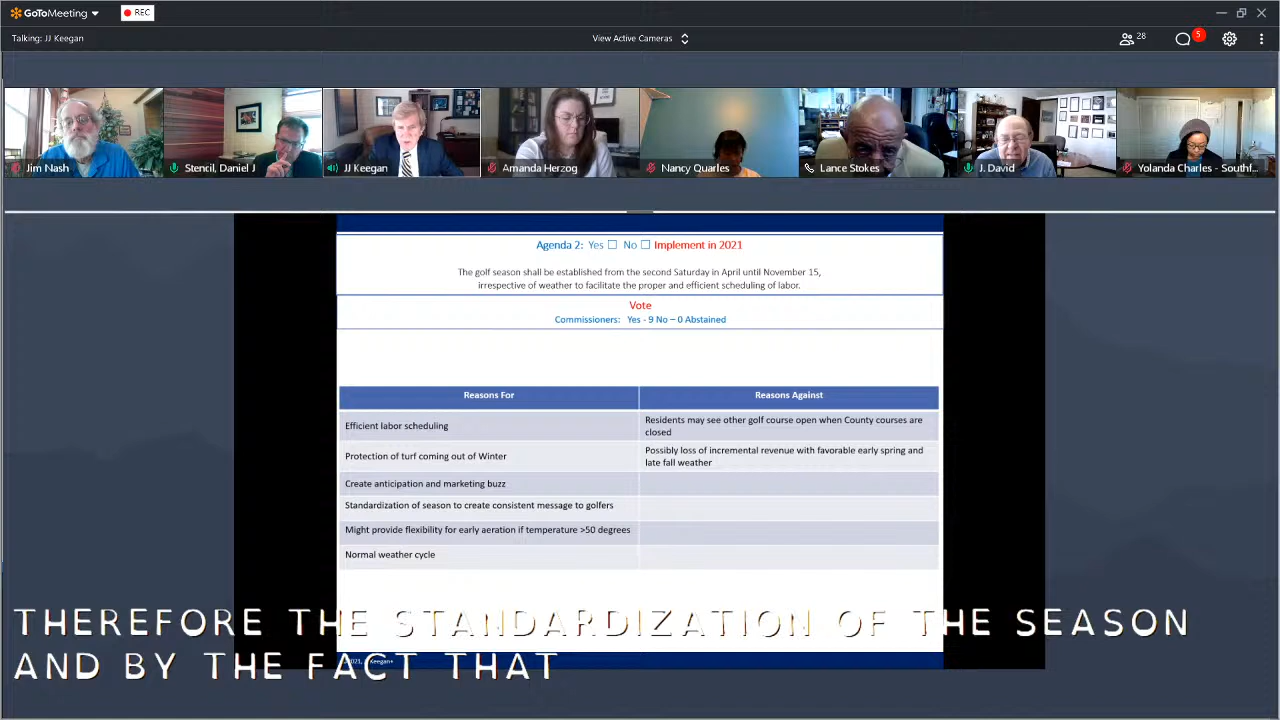 GoToMeeting
REC
Talking: JJ Keegan
View Active Cameras
28
5
Jim Nash
Stencil, Daniel J
JJ Keegan
Amanda Herzog
Nancy Quarles
Lance Stokes
J. David
Yolanda Charles - Southf...
Agenda 2: Yes ☐ No ☐ Implement in 2021
The golf season shall be established from the second Saturday in April until November 15,
irrespective of weather to facilitate the proper and efficient scheduling of labor.
Vote
Commissioners: Yes - 9 No – 0 Abstained
Reasons For
Reasons Against
Efficient labor scheduling
Residents may see other golf course open when County courses are
closed
Protection of turf coming out of Winter
Possibly loss of incremental revenue with favorable early spring and
late fall weather
Create anticipation and marketing buzz
Standardization of season to create consistent message to golfers
Might provide flexibility for early aeration if temperature >50 degrees
Normal weather cycle
THEREFORE THE STANDARDIZATION OF THE SEASON
AND BY THE FACT THAT
2021, J Keegan+